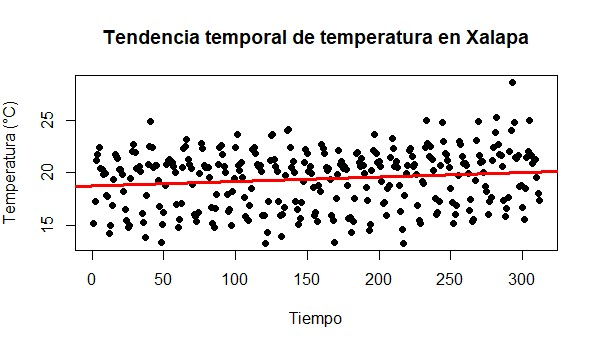 Tendencia temporal de temperatura en Xalapa
Temperatura (°C)
25
20
15
0 50 100 150 200 250 300
Tiempo